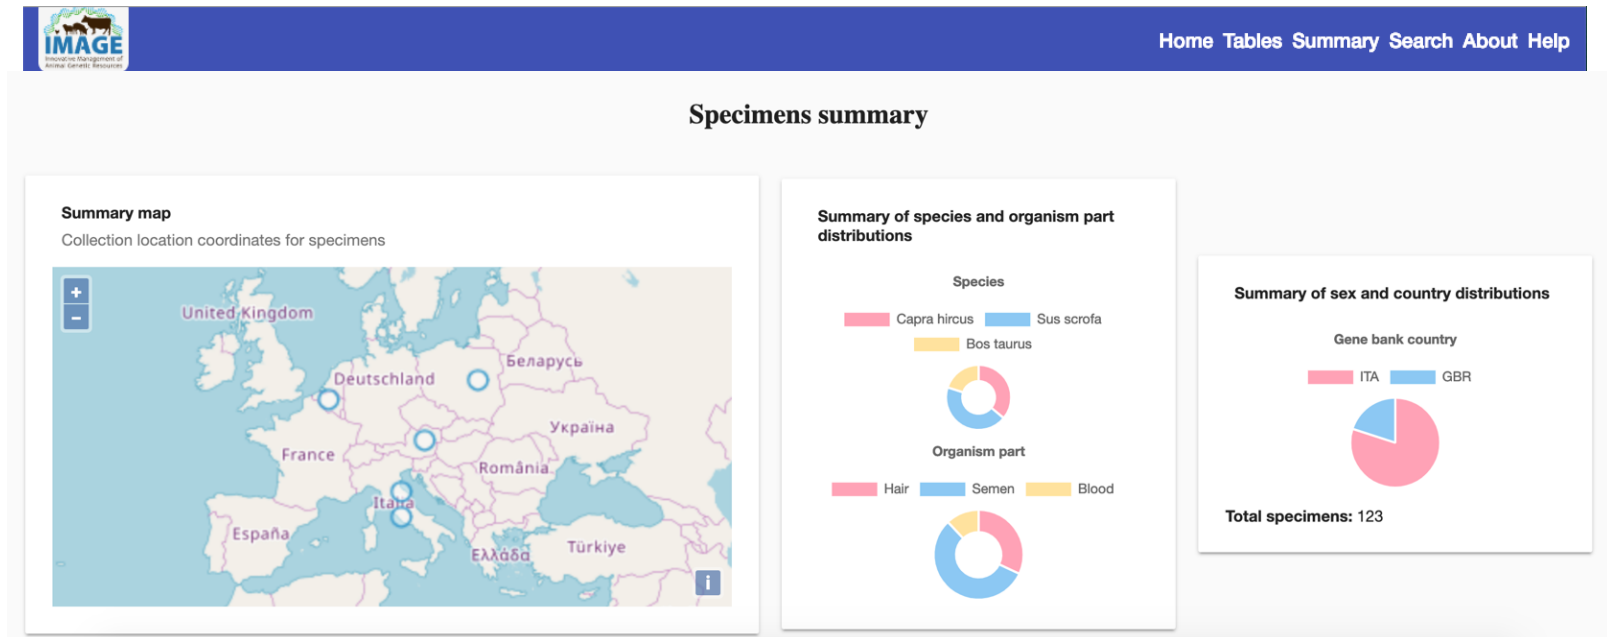 IMAGE
Innovative Management of
Animal Genetic Resources
Home Tables Summary Search About Help
Specimens summary
Summary map
Collection location coordinates for specimens
+
−
United Kingdom
Беларусь
Deutschland
Україна
France
România
Italia
España
Ελλάδα
Türkiye
i
Summary of species and organism part
distributions
Species
Capra hircus Sus scrofa
Bos taurus
Organism part
Hair Semen Blood
Summary of sex and country distributions
Gene bank country
ITA GBR
Total specimens: 123